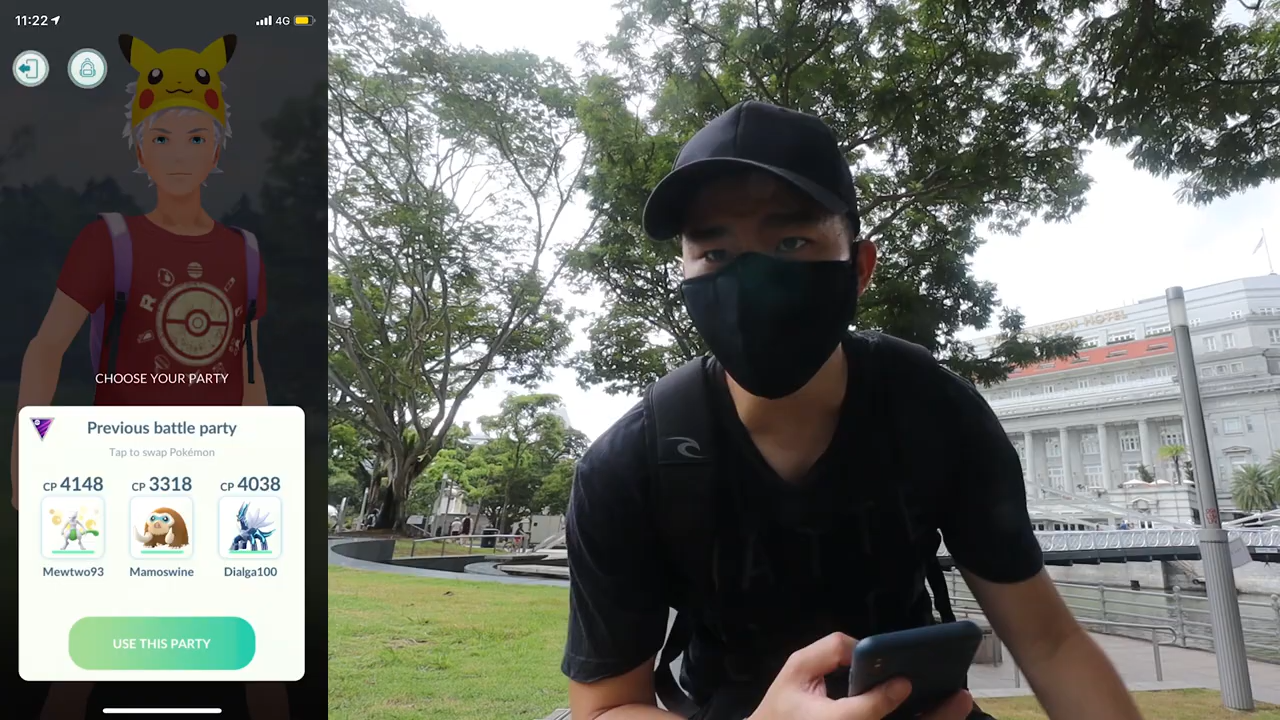 11:22
4G
R
CHOOSE YOUR PARTY
Previous battle party
Tap to swap Pokémon
CP 4148 CP 3318 CP 4038
Mewtwo93 Mamoswine Dialga100
USE THIS PARTY
HOTEL